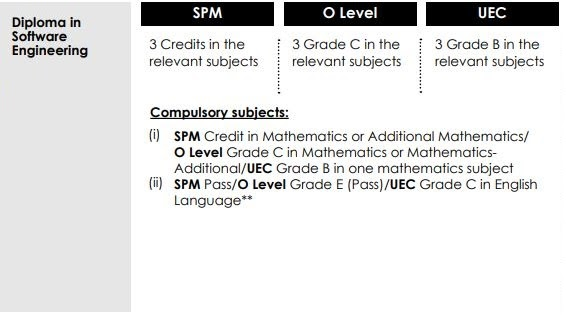 Diploma in
Software
Engineering
SPM
O Level
UEC
3 Credits in the
relevant subjects
3 Grade C in the
relevant subjects
3 Grade B in the
relevant subjects
Compulsory subjects:
(i) SPM Credit in Mathematics or Additional Mathematics/
O Level Grade C in Mathematics or Mathematics-
Additional/UEC Grade B in one mathematics subject
(ii) SPM Pass/O Level Grade E (Pass)/UEC Grade C in English
Language**